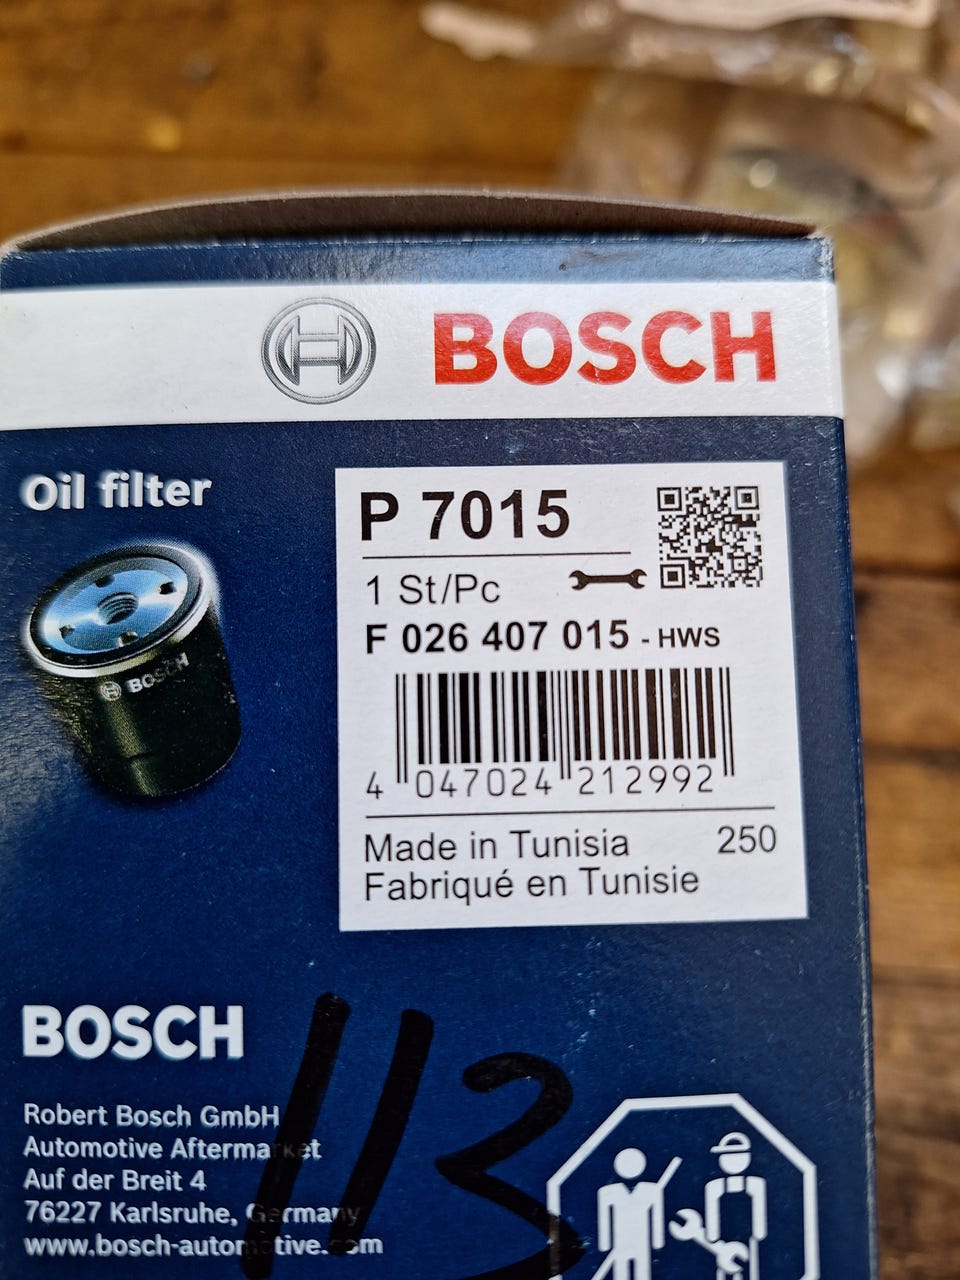 BOSCH
Oil filter
P 7015
1 St/Pc
F 026 407 015 - HWS
BOSCH
4 047024 212992
Made in Tunisia 250
Fabriqué en Tunisie
BOSCH
113
Robert Bosch GmbH
Automotive Aftermarket
Auf der Breit 4
76227 Karlsruhe, Germany
www.bosch-automotive.com